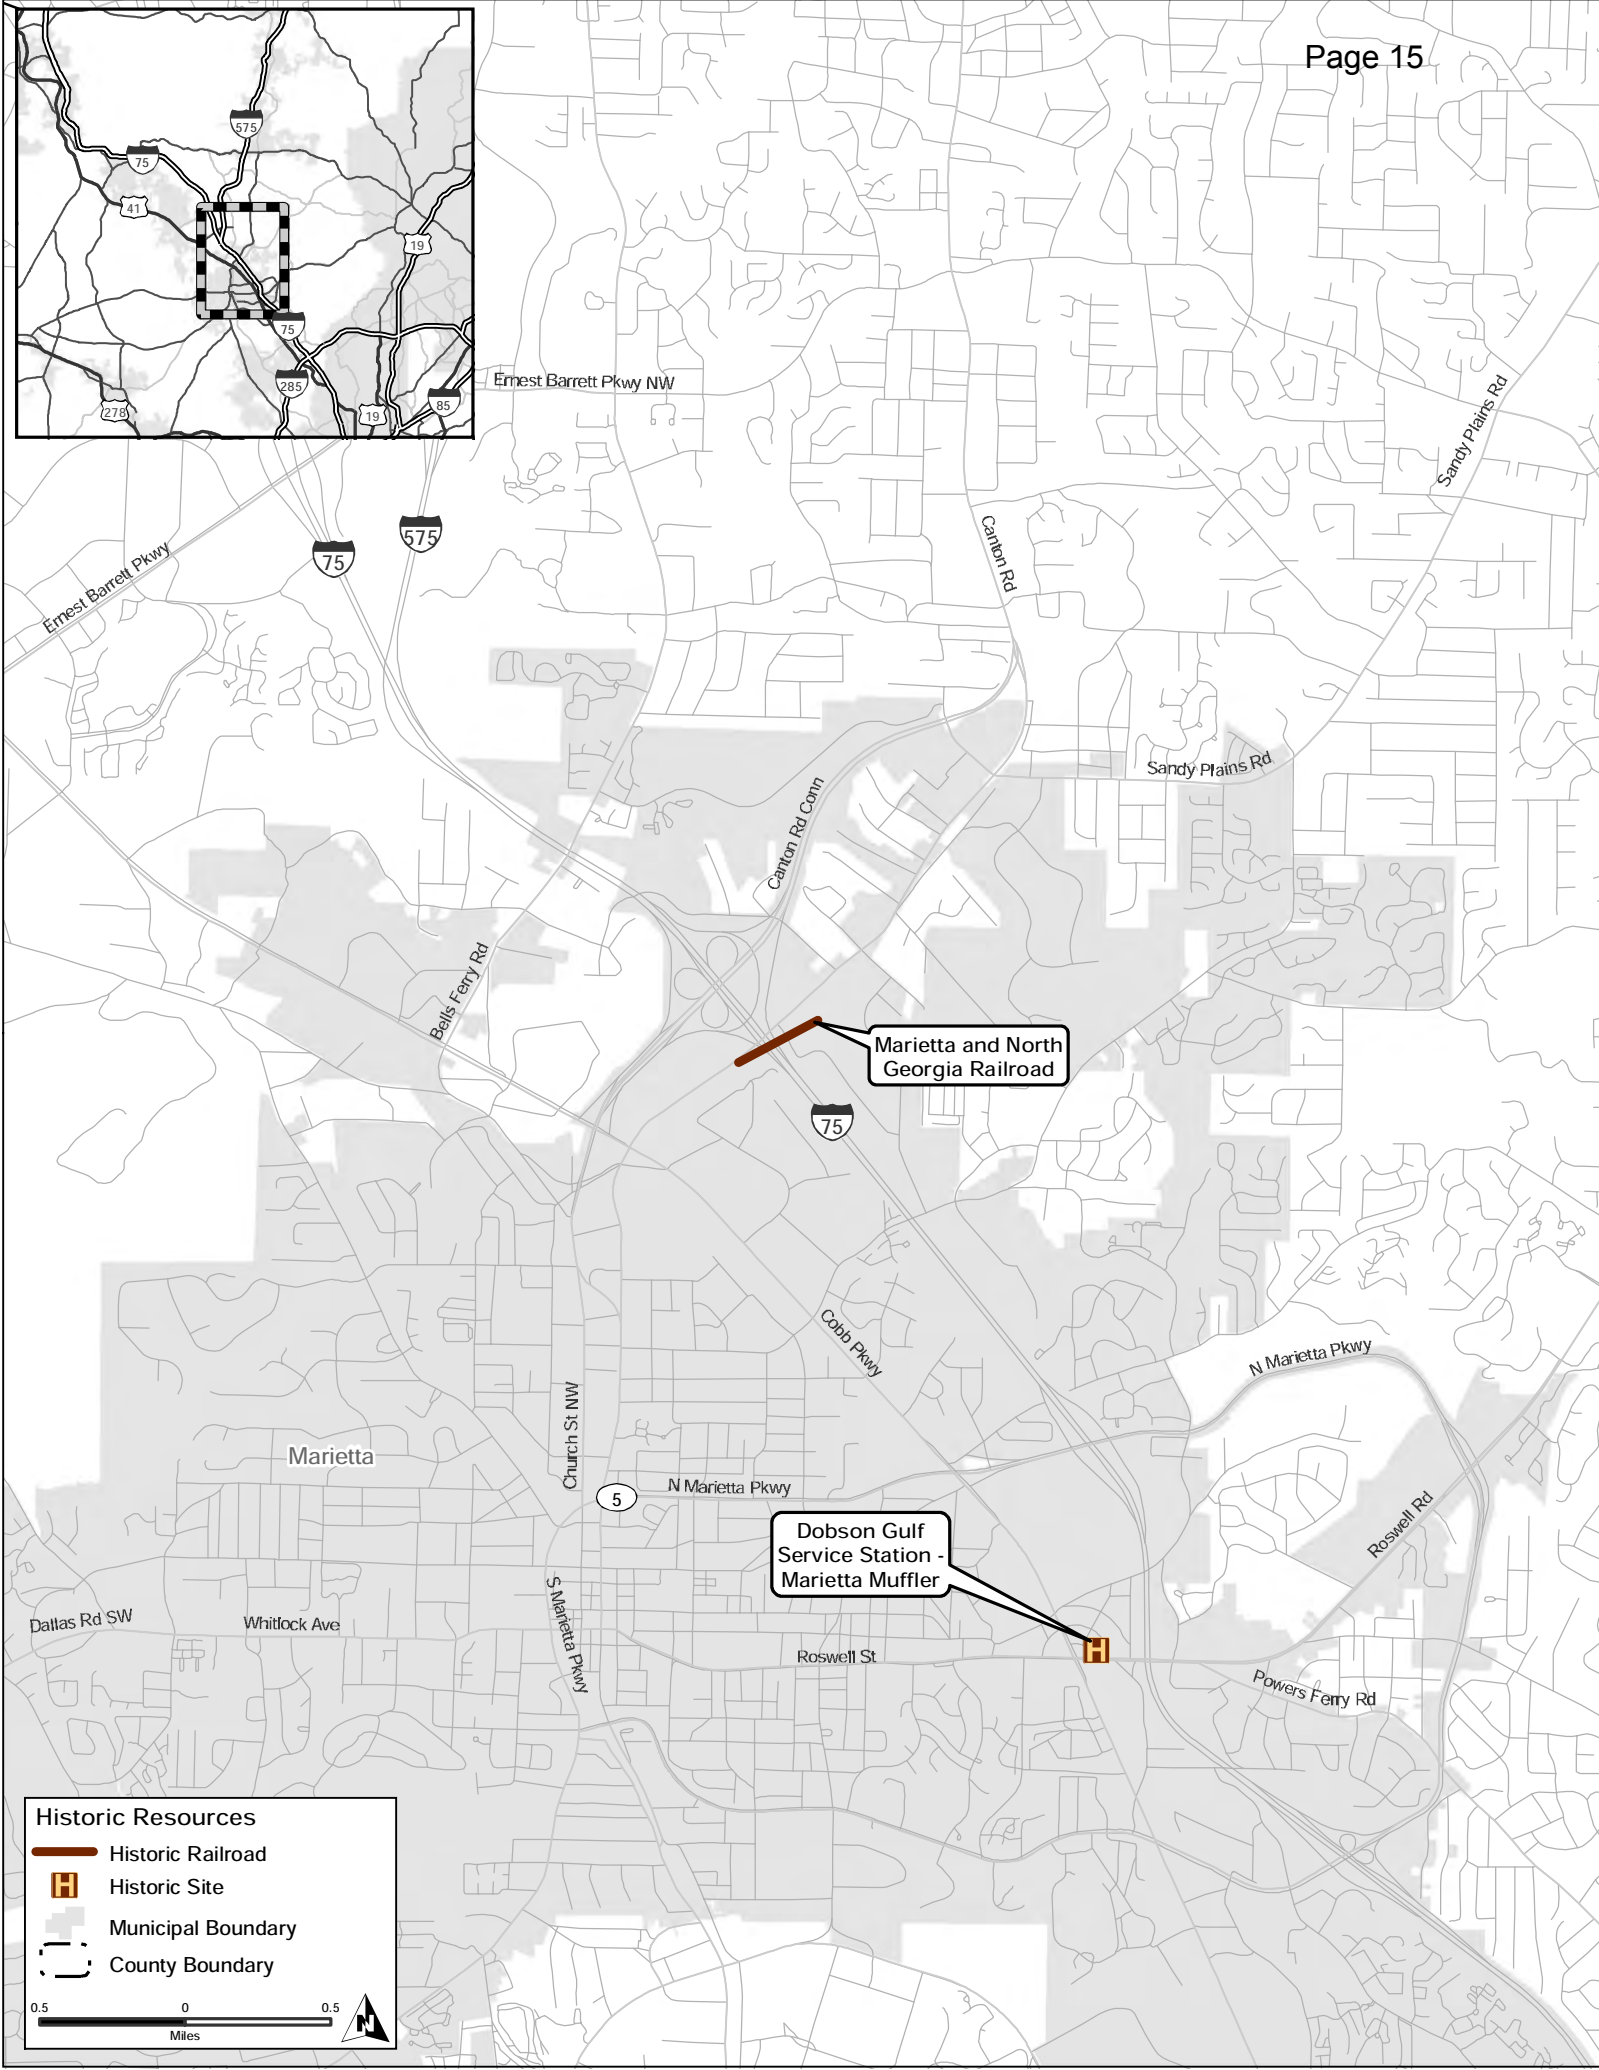 Page 15
575
75
41
19
75
285
278
19
85
Ernest Barrett Pkwy NW
Sandy Plains Rd
Canton Rd
575
75
Ernest Barrett Pkwy
Sandy Plains Rd
Canton Rd Conn
Bells Ferry Rd
Marietta and North
Georgia Railroad
75
Cobb Pkwy
N Marietta Pkwy
Church St NW
Marietta
N Marietta Pkwy
5
Roswell Rd
Dobson Gulf
Service Station -
Marietta Muffler
S Marietta Pkwy
Dallas Rd SW
Whitlock Ave
Roswell St
H
Powers Ferry Rd
Historic Resources
Historic Railroad
H
Historic Site
Municipal Boundary
County Boundary
0.5 0 0.5
Miles
N